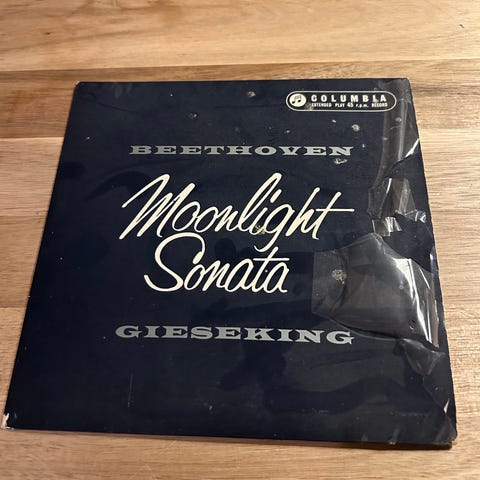 COLUMBIA
EXTENDED PLAY 45 r.p.m. RECORD
BEETHOVEN
Moonlight
Sonata
GIESEKING